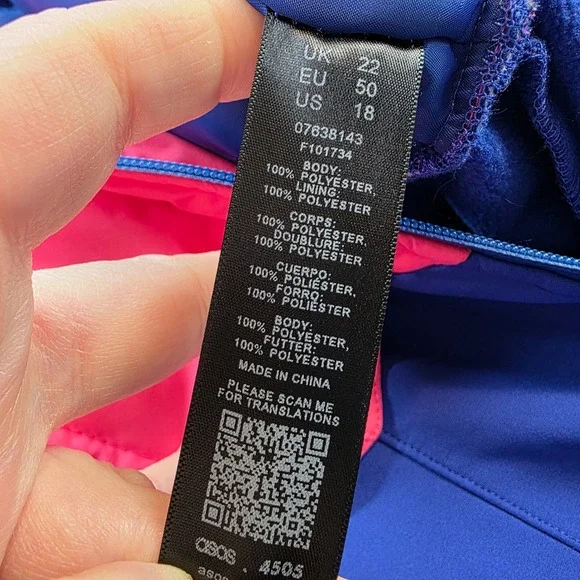 UK 22
EU 50
US 18
07638143
F101734
BODY:
100% POLYESTER,
LINING:
100% POLYESTER
CORPS:
100% POLYESTER,
DOUBLURE:
100% POLYESTER
CUERPO:
100% POLIÉSTER,
FORRO:
100% POLIÉSTER
BODY:
100% POLYESTER,
FUTTER:
100% POLYESTER
MADE IN CHINA
PLEASE SCAN ME
FOR TRANSLATIONS
asos . 4505